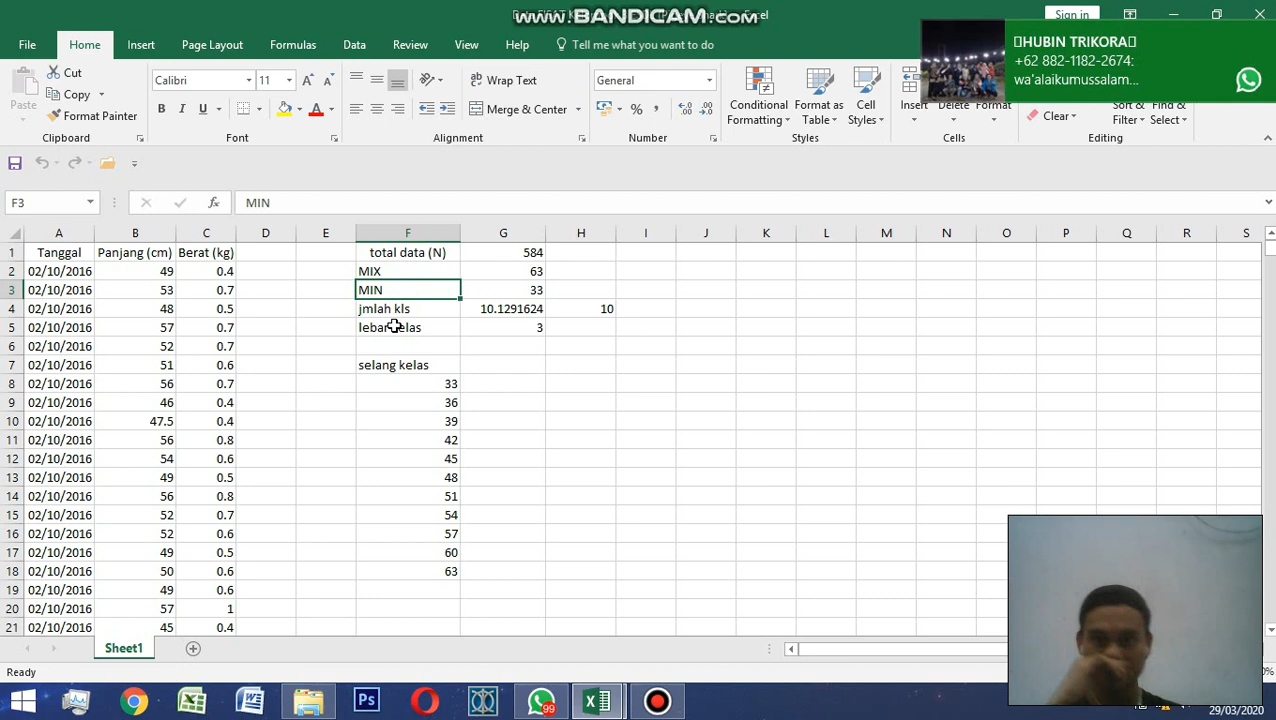 www.BANDICAM.com
Excel
Sign in
File
Home
Insert
Page Layout
Formulas
Data
Review
View
Help
Tell me what you want to do
HUBIN TRIKORA
+62 882-1182-2674:
wa'alaikumussalam...
Paste
Cut
Copy
Format Painter
Clipboard
Calibri
11
B I U
Font
Wrap Text
Merge & Center
Alignment
General
Number
Conditional Formatting
Format as Table
Cell Styles
Styles
Insert
Delete
Format
Cells
Clear
Sort & Filter
Find & Select
Editing
F3
MIN
A B C D E F G H I J K L M N O P Q R S
1 Tanggal Panjang (cm) Berat (kg) total data (N) 584
2 02/10/2016 49 0.4 MIX 63
3 02/10/2016 53 0.7 MIN 33
4 02/10/2016 48 0.5 jmlah kls 10.1291624 10
5 02/10/2016 57 0.7 lebar kelas 3
6 02/10/2016 52 0.7
7 02/10/2016 51 0.6 selang kelas
8 02/10/2016 56 0.7 33
9 02/10/2016 46 0.4 36
10 02/10/2016 47.5 0.4 39
11 02/10/2016 56 0.8 42
12 02/10/2016 54 0.6 45
13 02/10/2016 49 0.5 48
14 02/10/2016 56 0.8 51
15 02/10/2016 52 0.7 54
16 02/10/2016 52 0.6 57
17 02/10/2016 49 0.5 60
18 02/10/2016 50 0.6 63
19 02/10/2016 49 0.6
20 02/10/2016 57 1
21 02/10/2016 45 0.4
Sheet1
Ready
Ps
99
29/03/2020